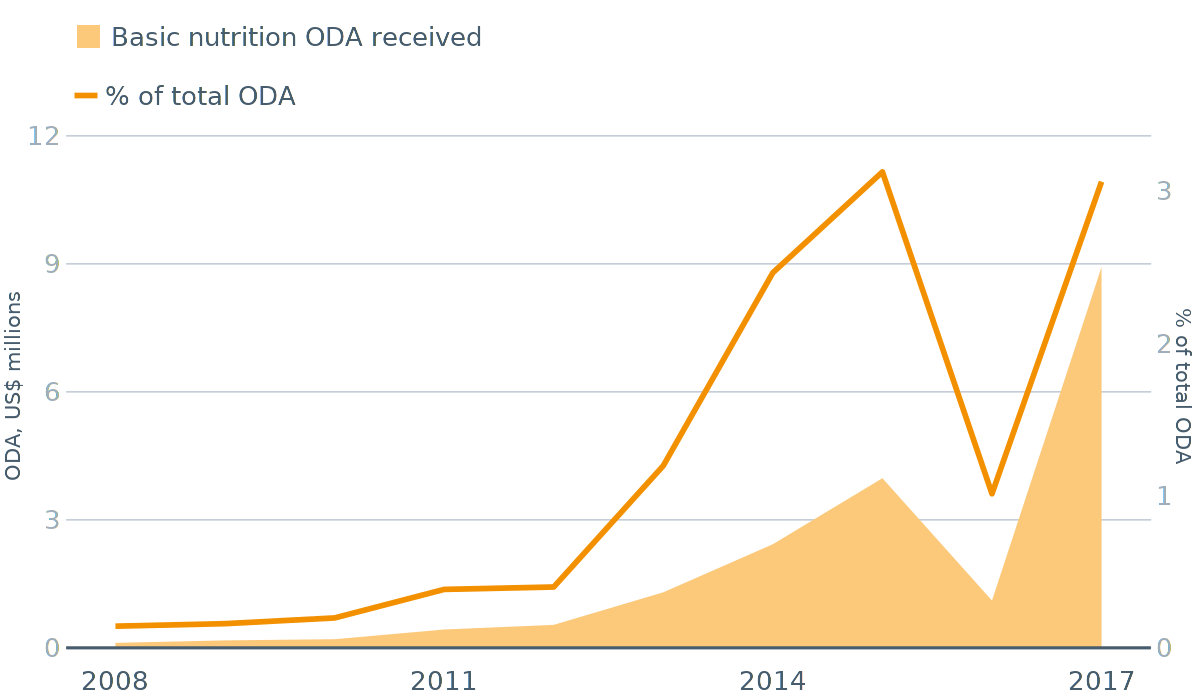 Basic nutrition ODA received
% of total ODA
12
9
6
3
0
ODA, US$ millions
3
2
1
0
% of total ODA
2008 2011 2014 2017